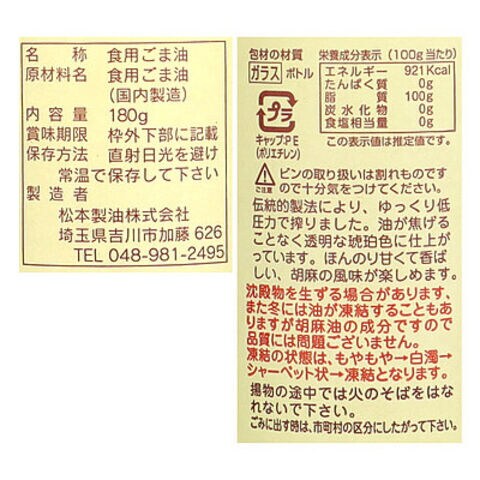 名称 食用ごま油
原材料名 食用ごま油
(国内製造)
内容量 180g
賞味期限 枠外下部に記載
保存方法 直射日光を避け
常温で保存して下さい
製造者
松本製油株式会社
埼玉県吉川市加藤 626
TEL 048-981-2495
包材の材質
ガラス ボトル
プラ
キャップ:PE
(ポリエチレン)
栄養成分表示(100g当たり)
エネルギー 921Kcal
たんぱく質 0g
脂質 100g
炭水化物 0g
食塩相当量 0g
この表示値は推定値です。
ご注意
ビンの取り扱いは割れものです
ので十分気をつけてください。
伝統的製法により、ゆっくり低
圧力で搾りました。油が焦げる
ことなく透明な琥珀色に仕上が
っています。ほんのり甘くて香ば
しい、胡麻の風味が楽しめます。
沈殿物を生ずる場合があります、
また冬には油が凍結することもあ
りますが胡麻油の成分ですので
品質には問題ございません。
凍結の状態は、もやもや→白濁→
シャーベット状→凍結となります。
揚物の途中では火のそばをはな
れないで下さい。
ごみに出す時は、市町村の区分にしたがって下さい。